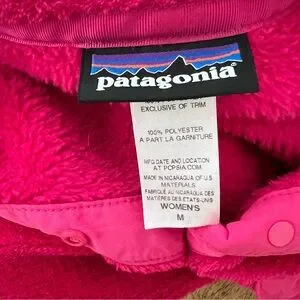 patagonia®
EXCLUSIVE OF TRIM
100% POLYESTER
A PART LA GARNITURE
MFG DATE AND LOCATION
AT PCPSIA.COM
MADE IN NICARAGUA OF U.S
MATERIALS
FABRIQUÉ AU NICARAGUA DES
MATIÈRES DES ÉTATS-UNIS
WOMEN'S
M